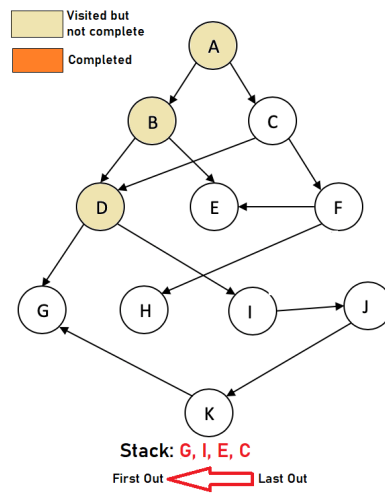 Visited but
not complete
Completed
A
B
C
D
E
F
G
H
I
J
K
Stack: G, I, E, C
First Out
Last Out